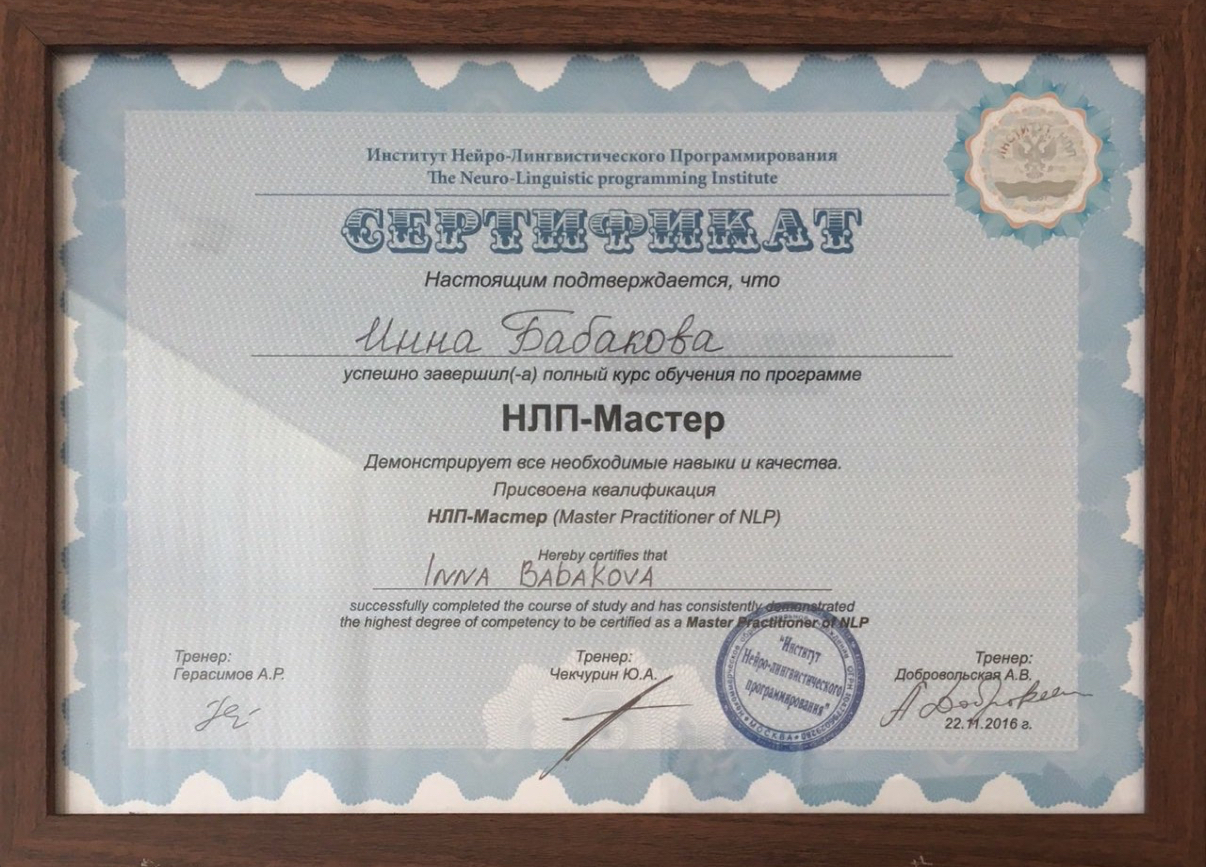 Институт Нейро-Лингвистического Программирования
The Neuro-Linguistic programming Institute
СЕРТИФИКАТ
Настоящим подтверждается, что
Инна Бабакова
успешно завершил(-а) полный курс обучения по программе
НЛП-Мастер
Демонстрирует все необходимые навыки и качества.
Присвоена квалификация
НЛП-Мастер (Master Practitioner of NLP)
Hereby certifies that
Inna Babakova
successfully completed the course of study and has consistently demonstrated
the highest degree of competency to be certified as a Master Practitioner of NLP
Тренер:
Герасимов А.Р.
Тренер:
Чекчурин Ю.А.
"Институт
Нейро-лингвистического
программирования"
МОСКВА
Тренер:
Добровольская А.В.
22.11.2016 г.